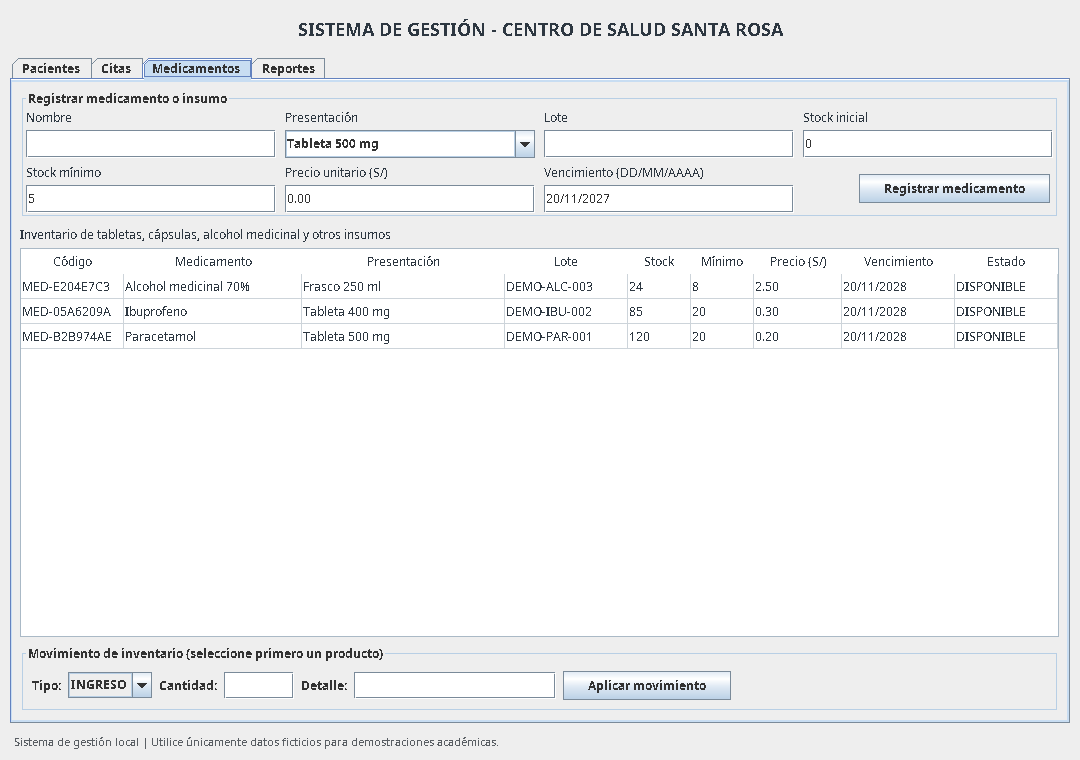 SISTEMA DE GESTIÓN - CENTRO DE SALUD SANTA ROSA
Pacientes Citas Medicamentos Reportes
Registrar medicamento o insumo
Nombre Presentación Lote Stock inicial
Tableta 500 mg 0
Stock mínimo Precio unitario (S/) Vencimiento (DD/MM/AAAA)
5 0.00 20/11/2027 Registrar medicamento
Inventario de tabletas, cápsulas, alcohol medicinal y otros insumos
Código Medicamento Presentación Lote Stock Mínimo Precio (S/) Vencimiento Estado
MED-E204E7C3 Alcohol medicinal 70% Frasco 250 ml DEMO-ALC-003 24 8 2.50 20/11/2028 DISPONIBLE
MED-05A6209A Ibuprofeno Tableta 400 mg DEMO-IBU-002 85 20 0.30 20/11/2028 DISPONIBLE
MED-B2B974AE Paracetamol Tableta 500 mg DEMO-PAR-001 120 20 0.20 20/11/2028 DISPONIBLE
Movimiento de inventario (seleccione primero un producto)
Tipo: INGRESO Cantidad: Detalle: Aplicar movimiento
Sistema de gestión local | Utilice únicamente datos ficticios para demostraciones académicas.